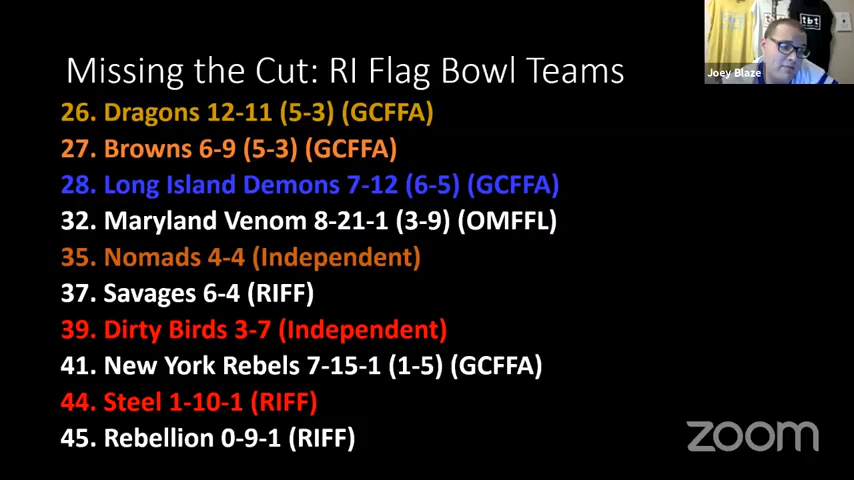 Missing the Cut: RI Flag Bowl Teams
26. Dragons 12-11 (5-3) (GCFFA)
27. Browns 6-9 (5-3) (GCFFA)
28. Long Island Demons 7-12 (6-5) (GCFFA)
32. Maryland Venom 8-21-1 (3-9) (OMFFL)
35. Nomads 4-4 (Independent)
37. Savages 6-4 (RIFF)
39. Dirty Birds 3-7 (Independent)
41. New York Rebels 7-15-1 (1-5) (GCFFA)
44. Steel 1-10-1 (RIFF)
45. Rebellion 0-9-1 (RIFF)
tbt
Joey Blaze
zoom